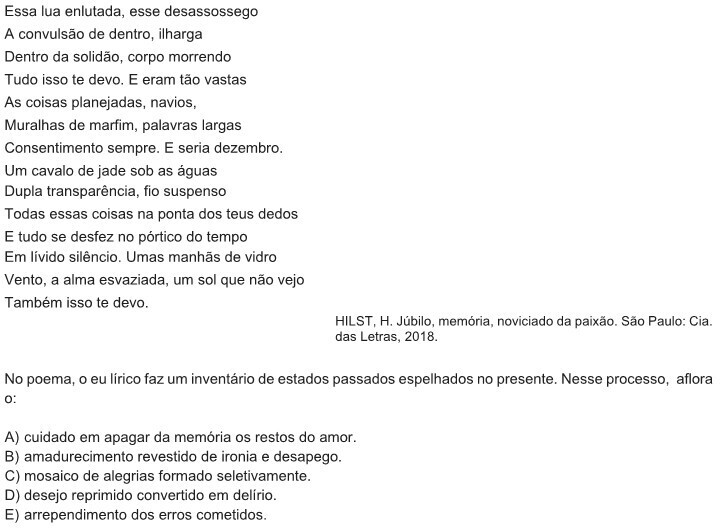 Essa lua enlutada, esse desassossego
A convulsão de dentro, ilharga
Dentro da solidão, corpo morrendo
Tudo isso te devo. E eram tão vastas
As coisas planejadas, navios,
Muralhas de marfim, palavras largas
Consentimento sempre. E seria dezembro.
Um cavalo de jade sob as águas
Dupla transparência, fio suspenso
Todas essas coisas na ponta dos teus dedos
E tudo se desfez no pórtico do tempo
Em lívido silêncio. Umas manhãs de vidro
Vento, a alma esvaziada, um sol que não vejo
Também isso te devo.
HILST, H. Júbilo, memória, noviciado da paixão. São Paulo: Cia.
das Letras, 2018.
No poema, o eu lírico faz um inventário de estados passados espelhados no presente. Nesse processo, aflora
o:
A) cuidado em apagar da memória os restos do amor.
B) amadurecimento revestido de ironia e desapego.
C) mosaico de alegrias formado seletivamente.
D) desejo reprimido convertido em delírio.
E) arrependimento dos erros cometidos.